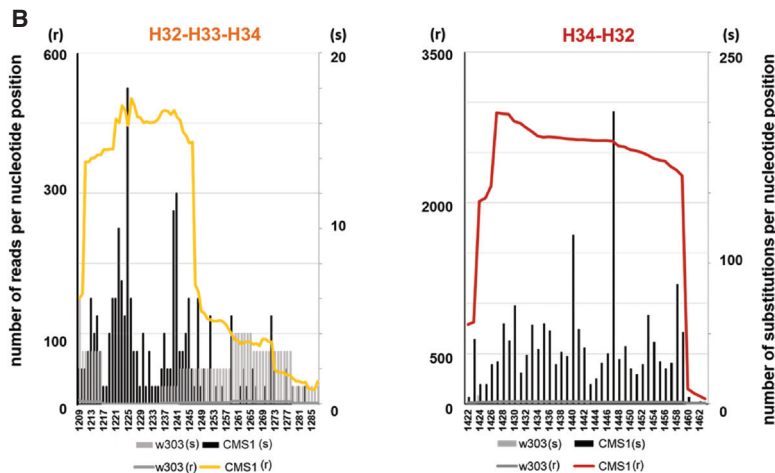 B
(r) H32-H33-H34 (s)
600 20
300
10
100
0 0
number of reads per nucleotide position
1209 1213 1217 1221 1225 1229 1233 1237 1241 1245 1249 1253 1257 1261 1265 1269 1273 1277 1281 1285
w303(s) CMS1(s)
w303(r) CMS1(r)
(r) H34-H32 (s)
3500 250
2000
100
500
0 0
number of substitutions per nucleotide position
1422 1424 1426 1428 1430 1432 1434 1436 1438 1440 1442 1444 1446 1448 1450 1452 1454 1456 1458 1460 1462
w303(s) CMS1(s)
w303(r) CMS1(r)